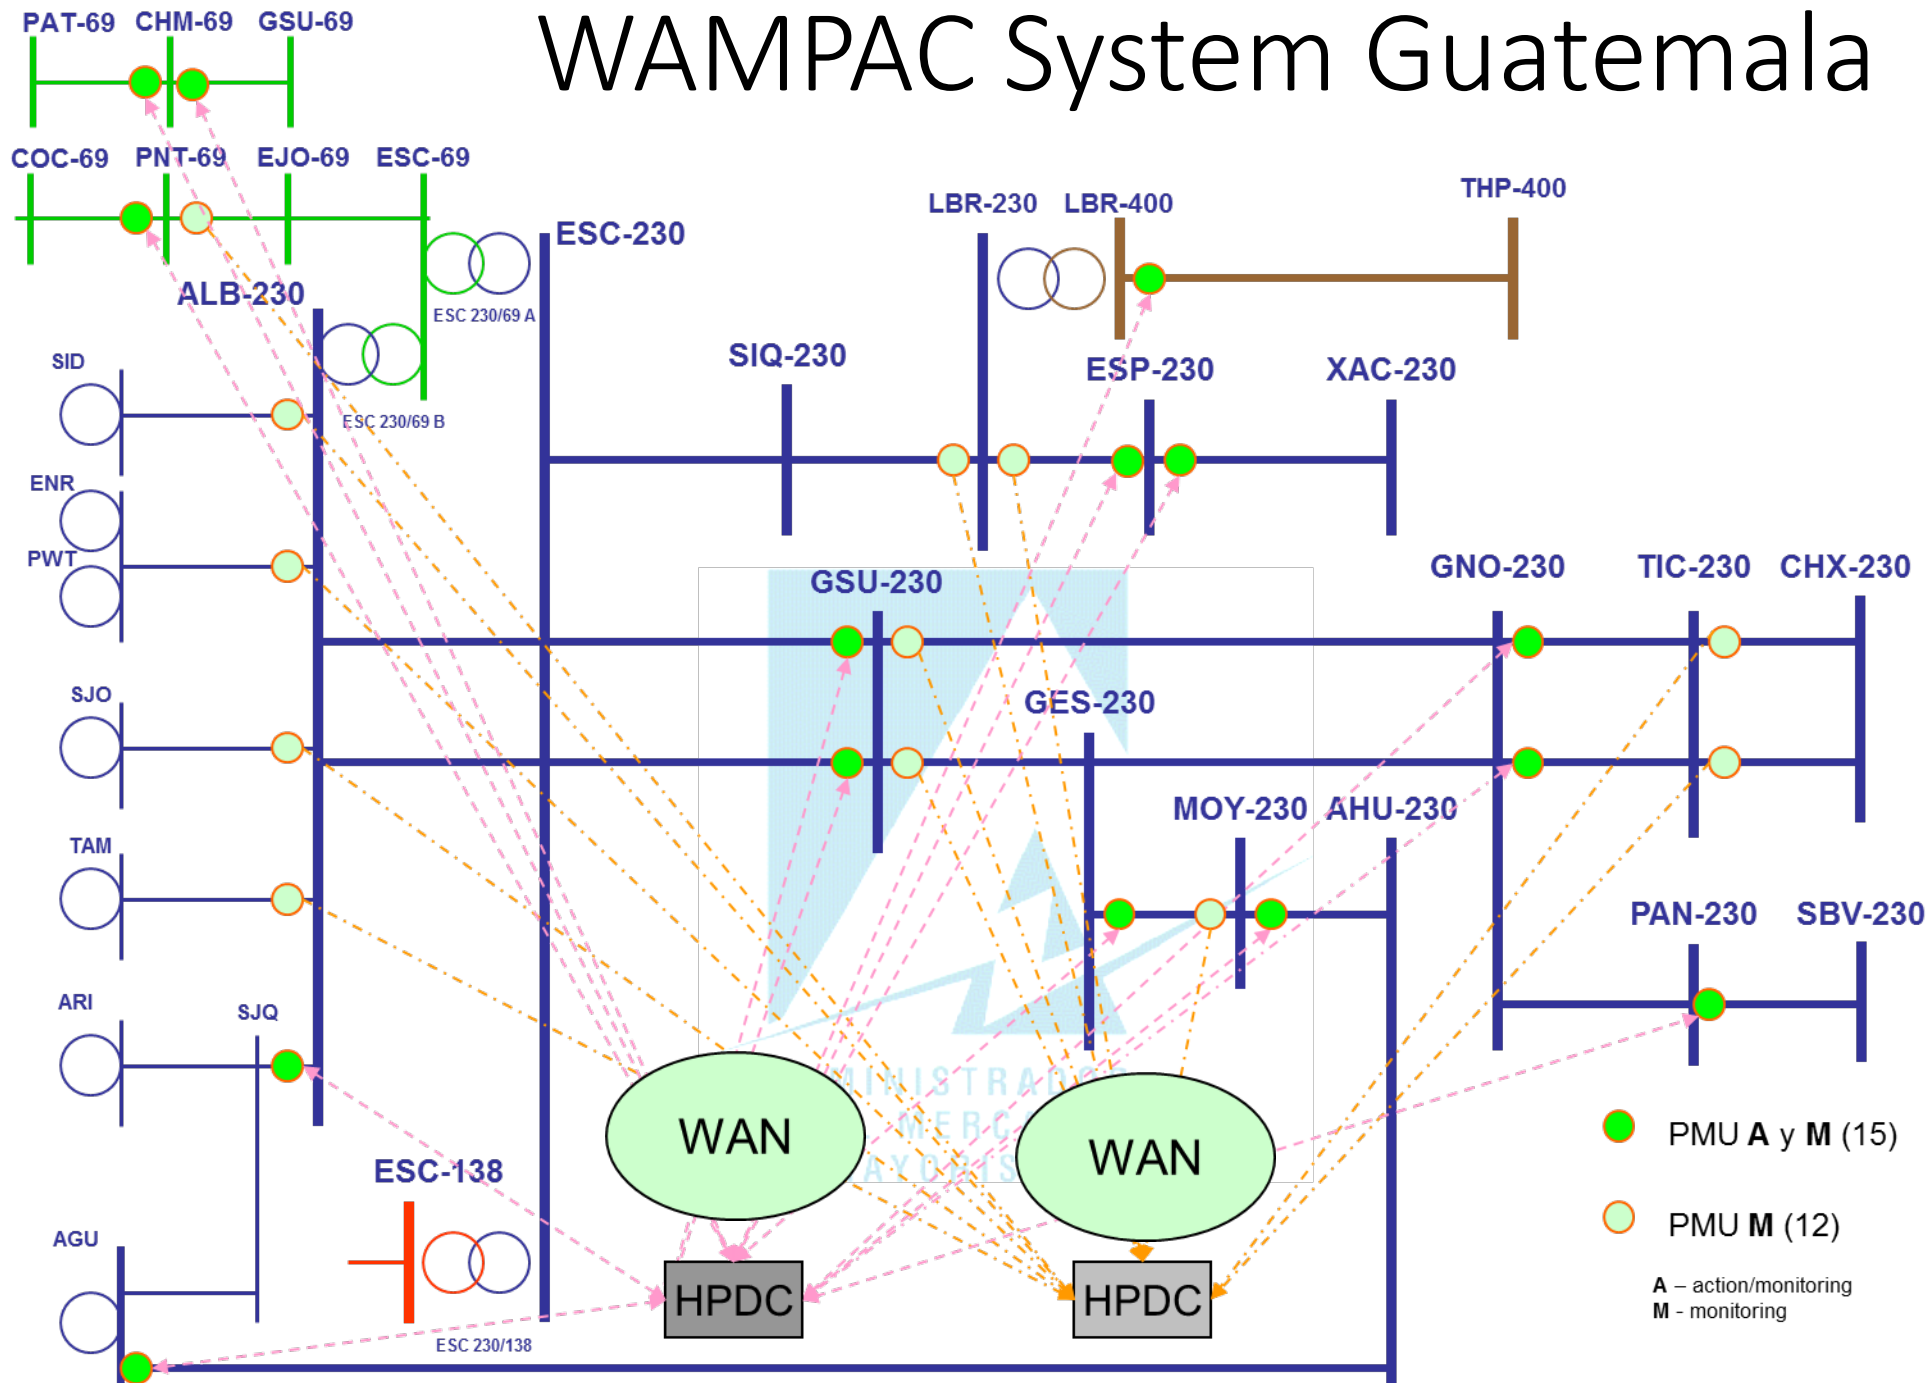 WAMPAC System Guatemala
PAT-69 CHM-69 GSU-69
COC-69 PNT-69 EJO-69 ESC-69
ESC-230
LBR-230 LBR-400 THP-400
ALB-230
ESC 230/69 A
SID
SIQ-230 ESP-230 XAC-230
ESC 230/69 B
ENR
PWT
GSU-230 GNO-230 TIC-230 CHX-230
SJO
GES-230
MOY-230 AHU-230
TAM
PAN-230 SBV-230
ARI
SJQ
WAN
WAN
PMU A y M (15)
ESC-138
PMU M (12)
AGU
HPDC
HPDC
A – action/monitoring
M - monitoring
ESC 230/138